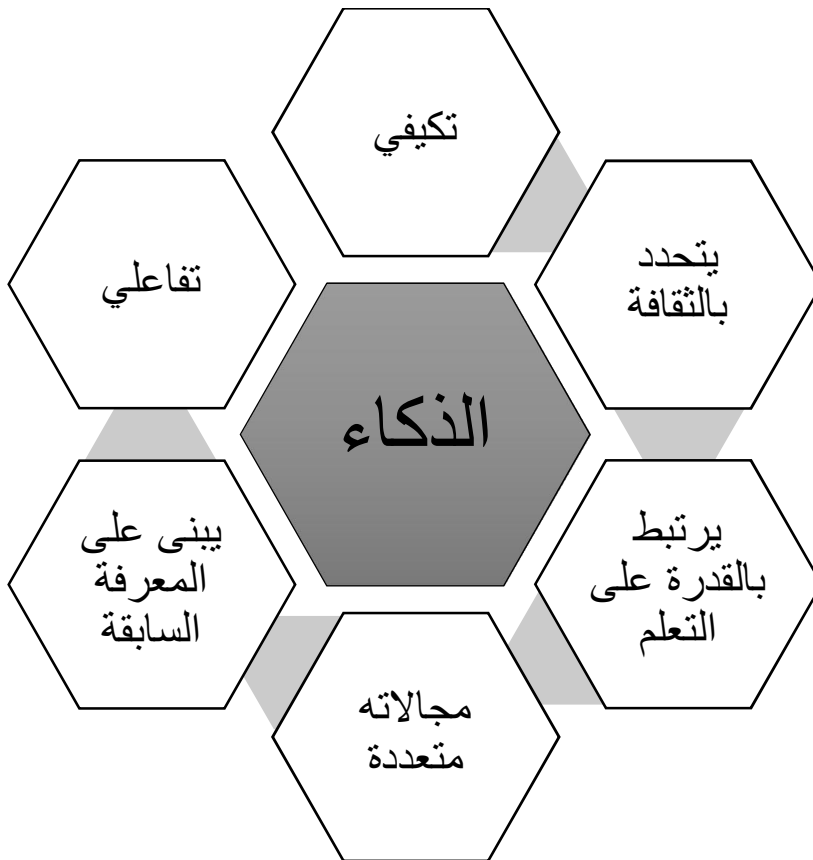 تكيفي
يتحدد
بالثقافة
يرتبط
بالقدرة على
التعلم
مجالاته
متعددة
يبنى على
المعرفة
السابقة
تفاعلي
الذكاء